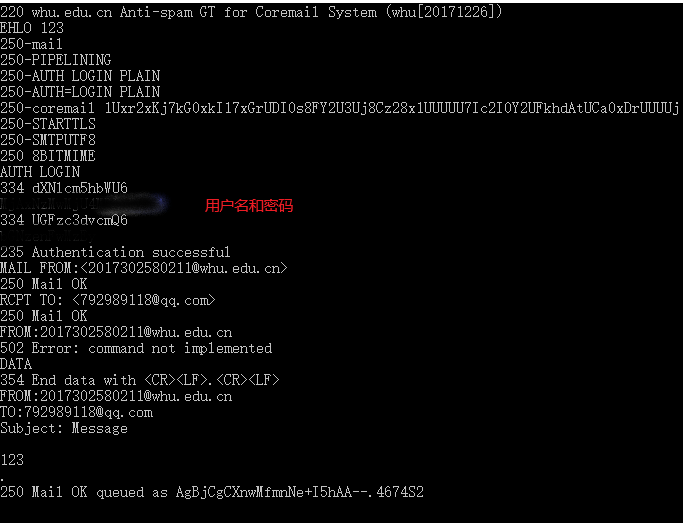 220 whu.edu.cn Anti-spam GT for Coremail System (whu[20171226])
EHLO 123
250-mail
250-PIPELINING
250-AUTH LOGIN PLAIN
250-AUTH=LOGIN PLAIN
250-coremail 1Uxr2xKj7kG0xkI17xGrUDI0s8FY2U3Uj8Cz28x1UUUUU7Ic2I0Y2UFkhdAtUCa0xDrUUUUj
250-STARTTLS
250-SMTPUTF8
250 8BITMIME
AUTH LOGIN
334 dXNlcm5hbWU6
用户名和密码
334 UGFzc3dvcmQ6
235 Authentication successful
MAIL FROM:<2017302580211@whu.edu.cn>
250 Mail OK
RCPT TO: <792989118@qq.com>
250 Mail OK
FROM:2017302580211@whu.edu.cn
502 Error: command not implemented
DATA
354 End data with <CR><LF>.<CR><LF>
FROM:2017302580211@whu.edu.cn
TO:792989118@qq.com
Subject: Message
123
.
250 Mail OK queued as AgBjCgCXnwMfmnNe+I5hAA--.4674S2